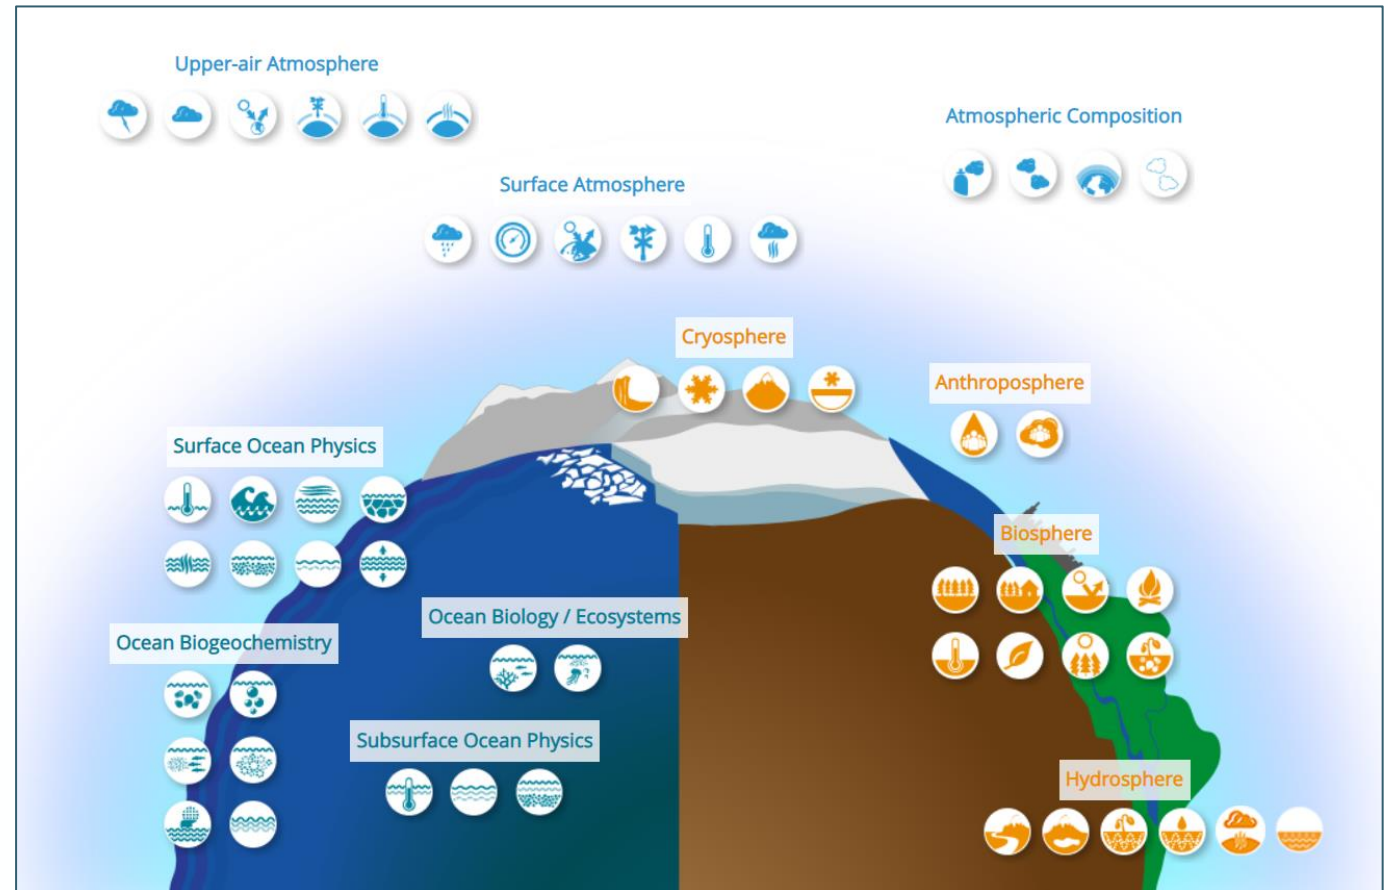 Upper-air Atmosphere
Atmospheric Composition
Surface Atmosphere
Cryosphere
Anthroposphere
Surface Ocean Physics
Biosphere
Ocean Biology / Ecosystems
Ocean Biogeochemistry
Subsurface Ocean Physics
Hydrosphere